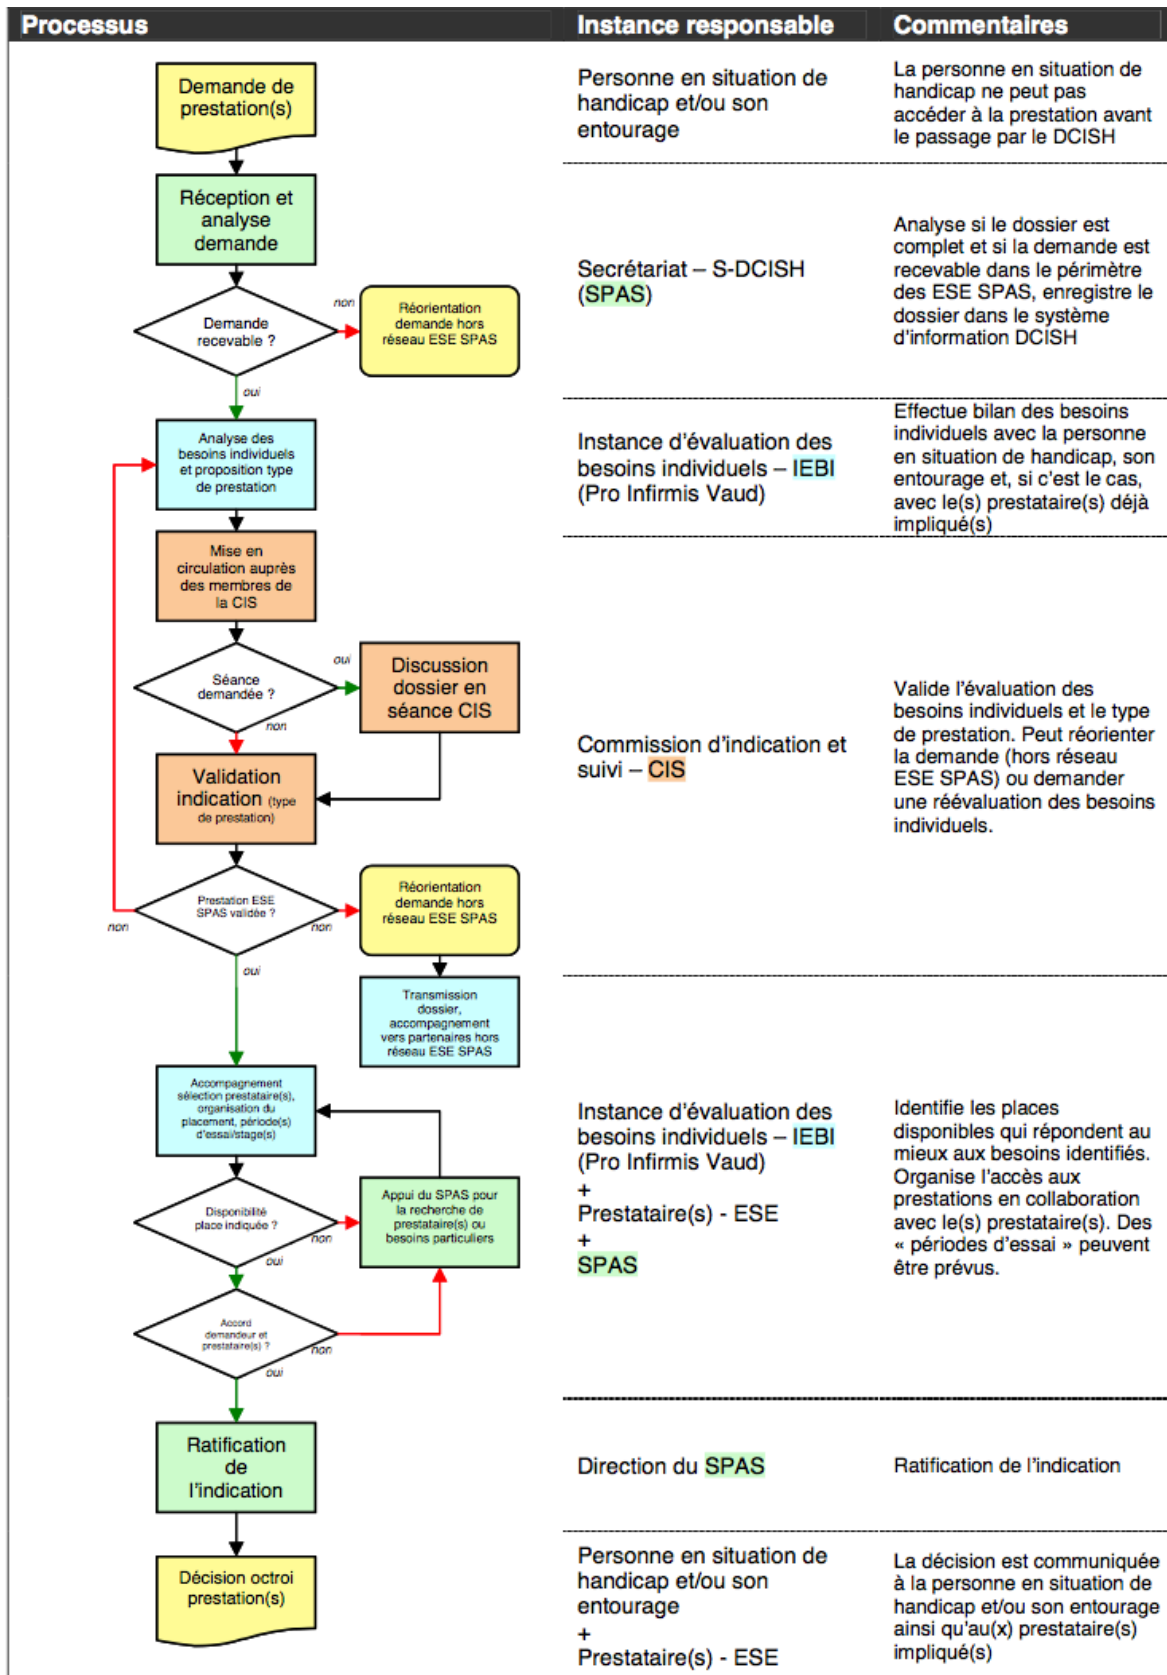 Processus
Instance responsable
Commentaires
Demande de
prestation(s)
Personne en situation de
handicap et/ou son
entourage
La personne en situation de
handicap ne peut pas
accéder à la prestation avant
le passage par le DCISH
Réception et
analyse
demande
Demande
recevable ?
non
Réorientation
demande hors
réseau ESE SPAS
oui
Secrétariat – S-DCISH
(SPAS)
Analyse si le dossier est
complet et si la demande est
recevable dans le périmètre
des ESE SPAS, enregistre le
dossier dans le système
d'information DCISH
Analyse des
besoins individuels
et proposition type
de prestation
Instance d'évaluation des
besoins individuels – IEBI
(Pro Infirmis Vaud)
Effectue bilan des besoins
individuels avec la personne
en situation de handicap, son
entourage et, si c'est le cas,
avec le(s) prestataire(s) déjà
impliqué(s)
Mise en
circulation auprès
des membres de
la CIS
Séance
demandée ?
oui
Discussion
dossier en
séance CIS
non
Validation
indication (type
de prestation)
Prestation ESE
SPAS validée ?
non
non
Réorientation
demande hors
réseau ESE SPAS
oui
Commission d'indication et
suivi – CIS
Valide l'évaluation des
besoins individuels et le type
de prestation. Peut réorienter
la demande (hors réseau
ESE SPAS) ou demander
une réévaluation des besoins
individuels.
Transmission
dossier,
accompagnement
vers partenaires hors
réseau ESE SPAS
Accompagnement
sélection prestataire(s),
organisation du
placement, période(s)
d'essai/stage(s)
Disponibilité
place indiquée ?
non
Appui du SPAS pour
la recherche de
prestataire(s) ou
besoins particuliers
oui
Accord
demandeur et
prestataire(s) ?
non
oui
Instance d'évaluation des
besoins individuels – IEBI
(Pro Infirmis Vaud)
+
Prestataire(s) - ESE
+
SPAS
Identifie les places
disponibles qui répondent au
mieux aux besoins identifiés.
Organise l'accès aux
prestations en collaboration
avec le(s) prestataire(s). Des
« périodes d'essai » peuvent
être prévus.
Ratification
de
l'indication
Direction du SPAS
Ratification de l'indication
Décision octroi
prestation(s)
Personne en situation de
handicap et/ou son
entourage
+
Prestataire(s) - ESE
La décision est communiquée
à la personne en situation de
handicap et/ou son entourage
ainsi qu'au(x) prestataire(s)
impliqué(s)